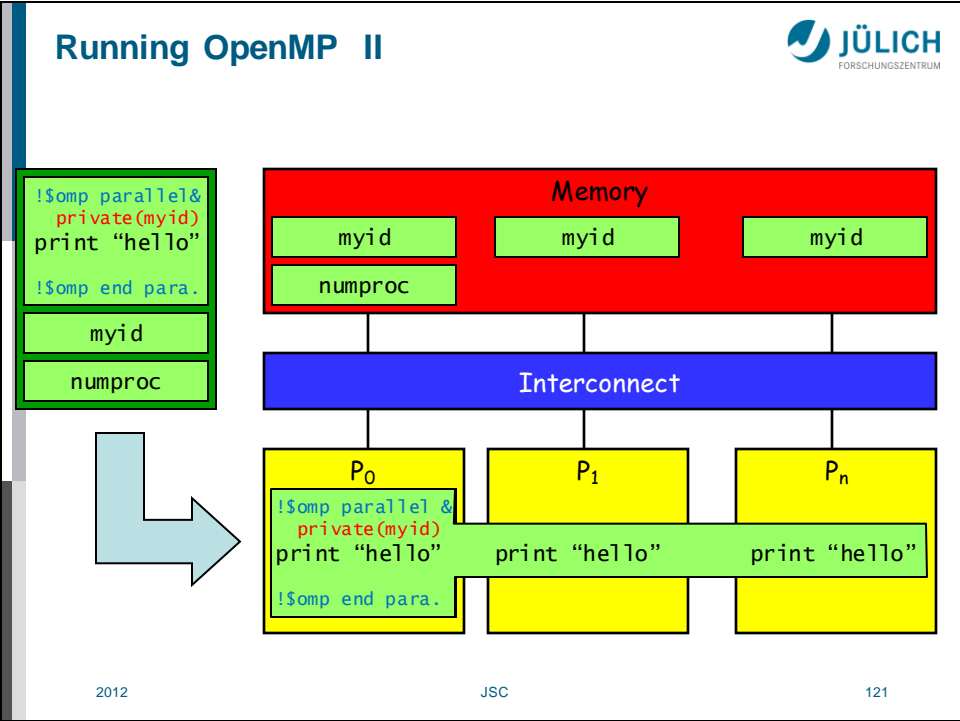 Running OpenMP II
JÜLICH
FORSCHUNGSZENTRUM
!$omp parallel&
private(myid)
print “hello”
!$omp end para.
myid
numproc
Memory
myid
myid
myid
numproc
Interconnect
P0
P1
Pn
!$omp parallel &
private(myid)
print “hello”
print “hello”
print “hello”
!$omp end para.
2012
JSC
121